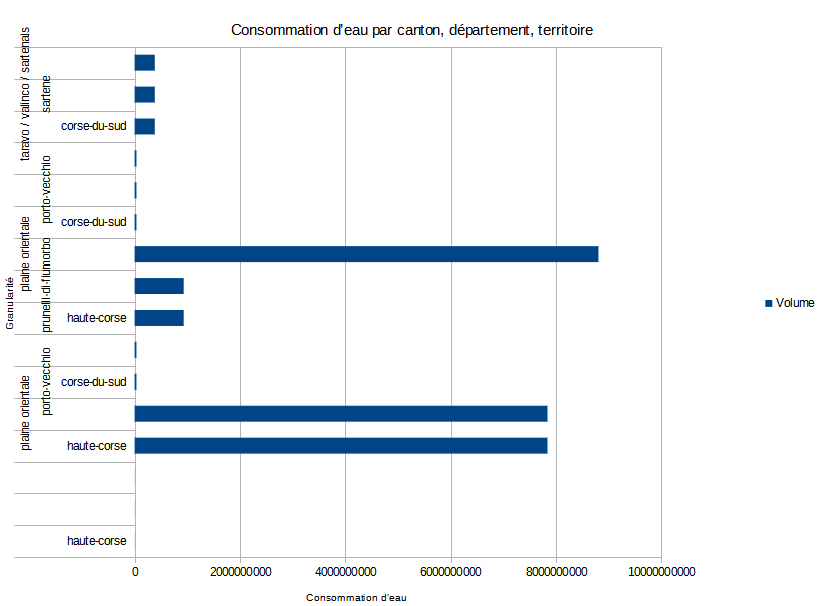 Consommation d'eau par canton, département, territoire
taravo / valinco / sartenais
sartene
corse-du-sud
porto-vecchio
corse-du-sud
plaine orientale
prunelli-di-fiumorbo
haute-corse
porto-vecchio
corse-du-sud
plaine orientale
haute-corse
haute-corse
Granularité
Volume
0 2000000000 4000000000 6000000000 8000000000 10000000000
Consommation d'eau